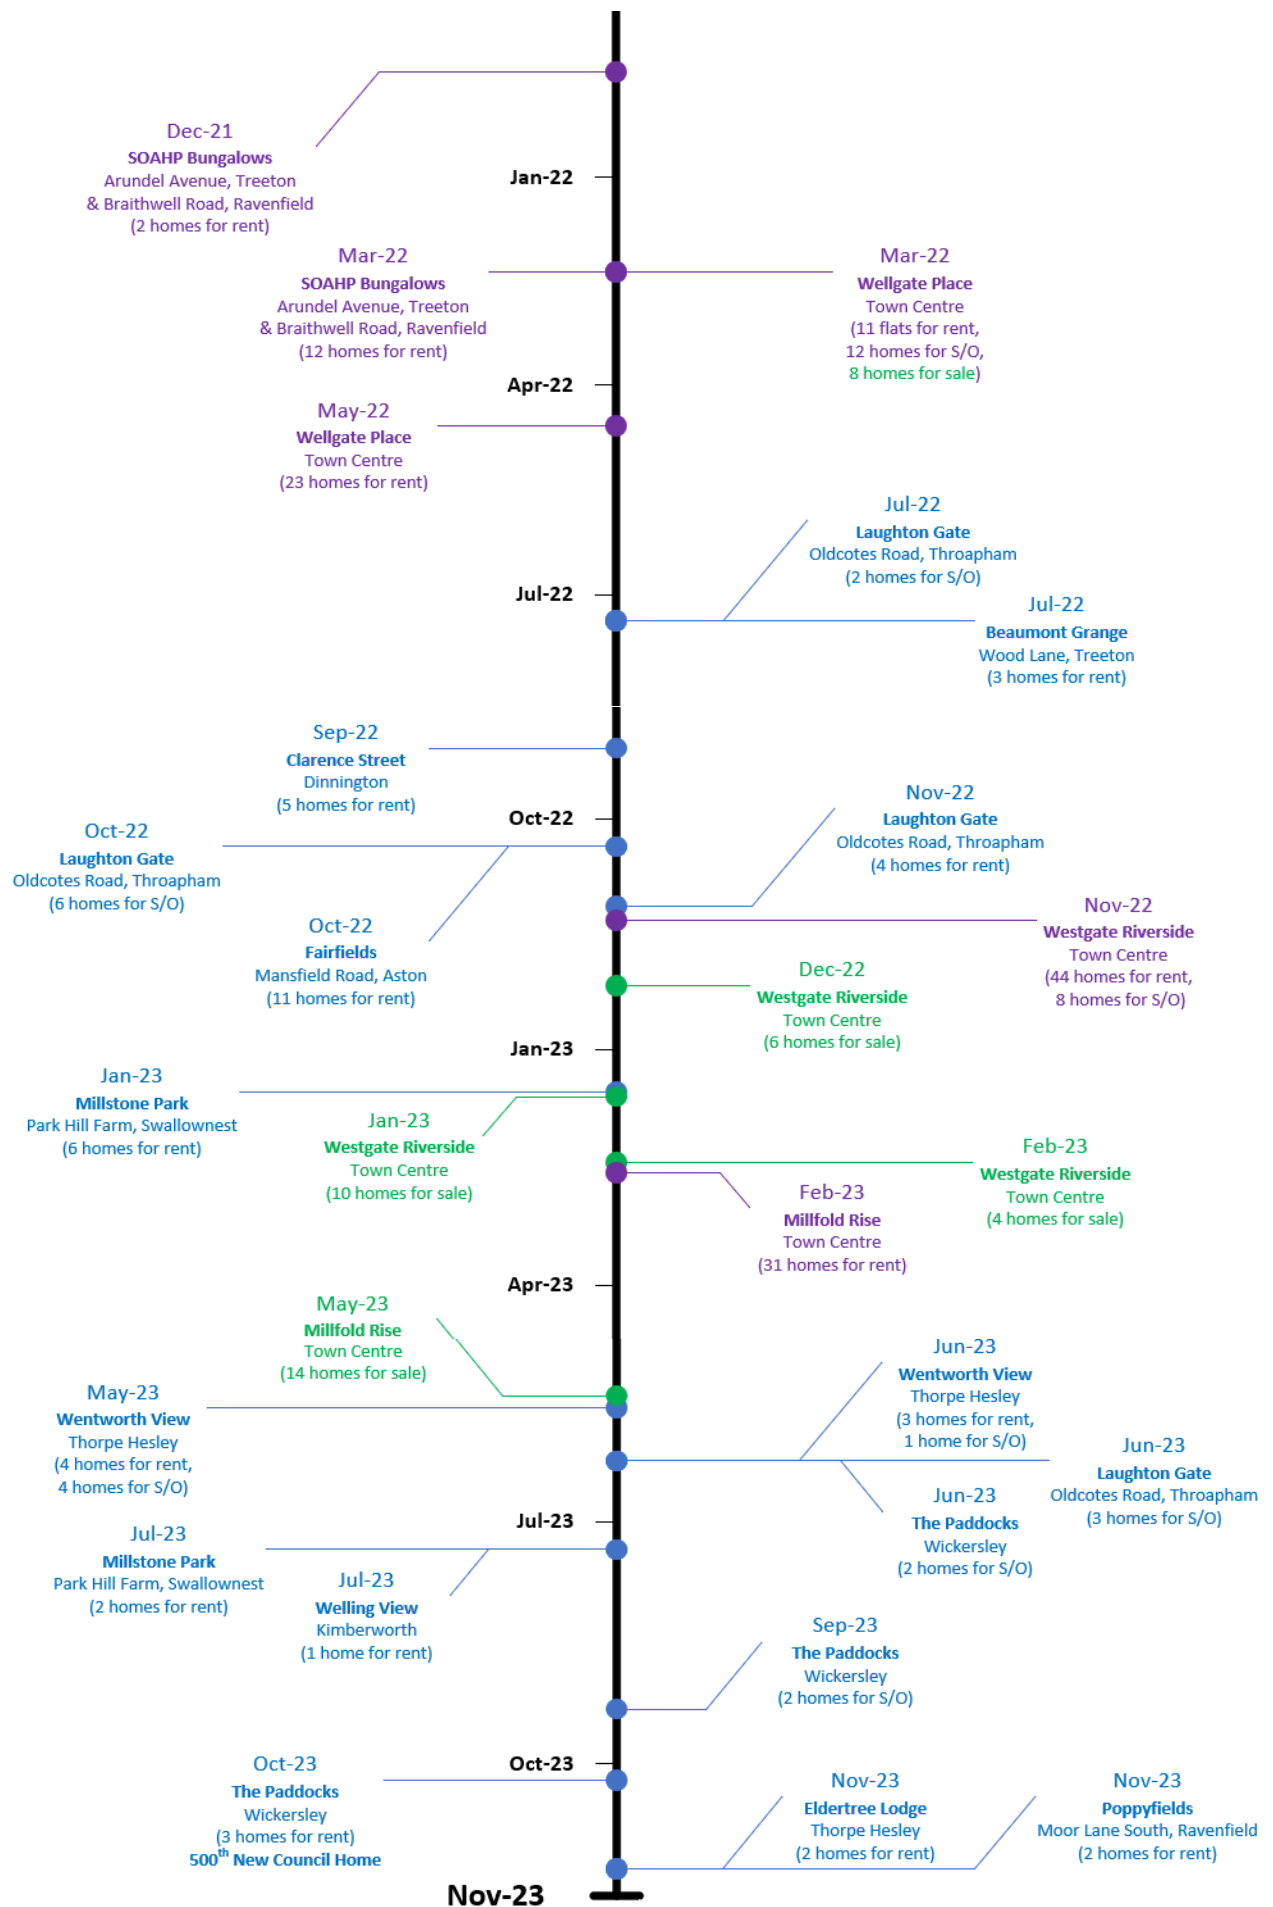 Dec-21
SOAHP Bungalows
Arundel Avenue, Treeton
& Braithwell Road, Ravenfield
(2 homes for rent)
Jan-22
Mar-22
SOAHP Bungalows
Arundel Avenue, Treeton
& Braithwell Road, Ravenfield
(12 homes for rent)
Mar-22
Wellgate Place
Town Centre
(11 flats for rent,
12 homes for S/O,
8 homes for sale)
Apr-22
May-22
Wellgate Place
Town Centre
(23 homes for rent)
Jul-22
Laughton Gate
Oldcotes Road, Throapham
(2 homes for S/O)
Jul-22
Jul-22
Beaumont Grange
Wood Lane, Treeton
(3 homes for rent)
Sep-22
Clarence Street
Dinnington
(5 homes for rent)
Oct-22
Oct-22
Laughton Gate
Oldcotes Road, Throapham
(6 homes for S/O)
Nov-22
Laughton Gate
Oldcotes Road, Throapham
(4 homes for rent)
Oct-22
Fairfields
Mansfield Road, Aston
(11 homes for rent)
Nov-22
Westgate Riverside
Town Centre
(44 homes for rent,
8 homes for S/O)
Dec-22
Westgate Riverside
Town Centre
(6 homes for sale)
Jan-23
Jan-23
Millstone Park
Park Hill Farm, Swallownest
(6 homes for rent)
Jan-23
Westgate Riverside
Town Centre
(10 homes for sale)
Feb-23
Westgate Riverside
Town Centre
(4 homes for sale)
Feb-23
Millfold Rise
Town Centre
(31 homes for rent)
Apr-23
May-23
Millfold Rise
Town Centre
(14 homes for sale)
May-23
Wentworth View
Thorpe Hesley
(4 homes for rent,
4 homes for S/O)
Jun-23
Wentworth View
Thorpe Hesley
(3 homes for rent,
1 home for S/O)
Jun-23
Laughton Gate
Oldcotes Road, Throapham
(3 homes for S/O)
Jun-23
The Paddocks
Wickersley
(2 homes for S/O)
Jul-23
Jul-23
Millstone Park
Park Hill Farm, Swallownest
(2 homes for rent)
Jul-23
Welling View
Kimberworth
(1 home for rent)
Sep-23
The Paddocks
Wickersley
(2 homes for S/O)
Oct-23
Oct-23
The Paddocks
Wickersley
(3 homes for rent)
500th New Council Home
Nov-23
Eldertree Lodge
Thorpe Hesley
(2 homes for rent)
Nov-23
Poppyfields
Moor Lane South, Ravenfield
(2 homes for rent)
Nov-23